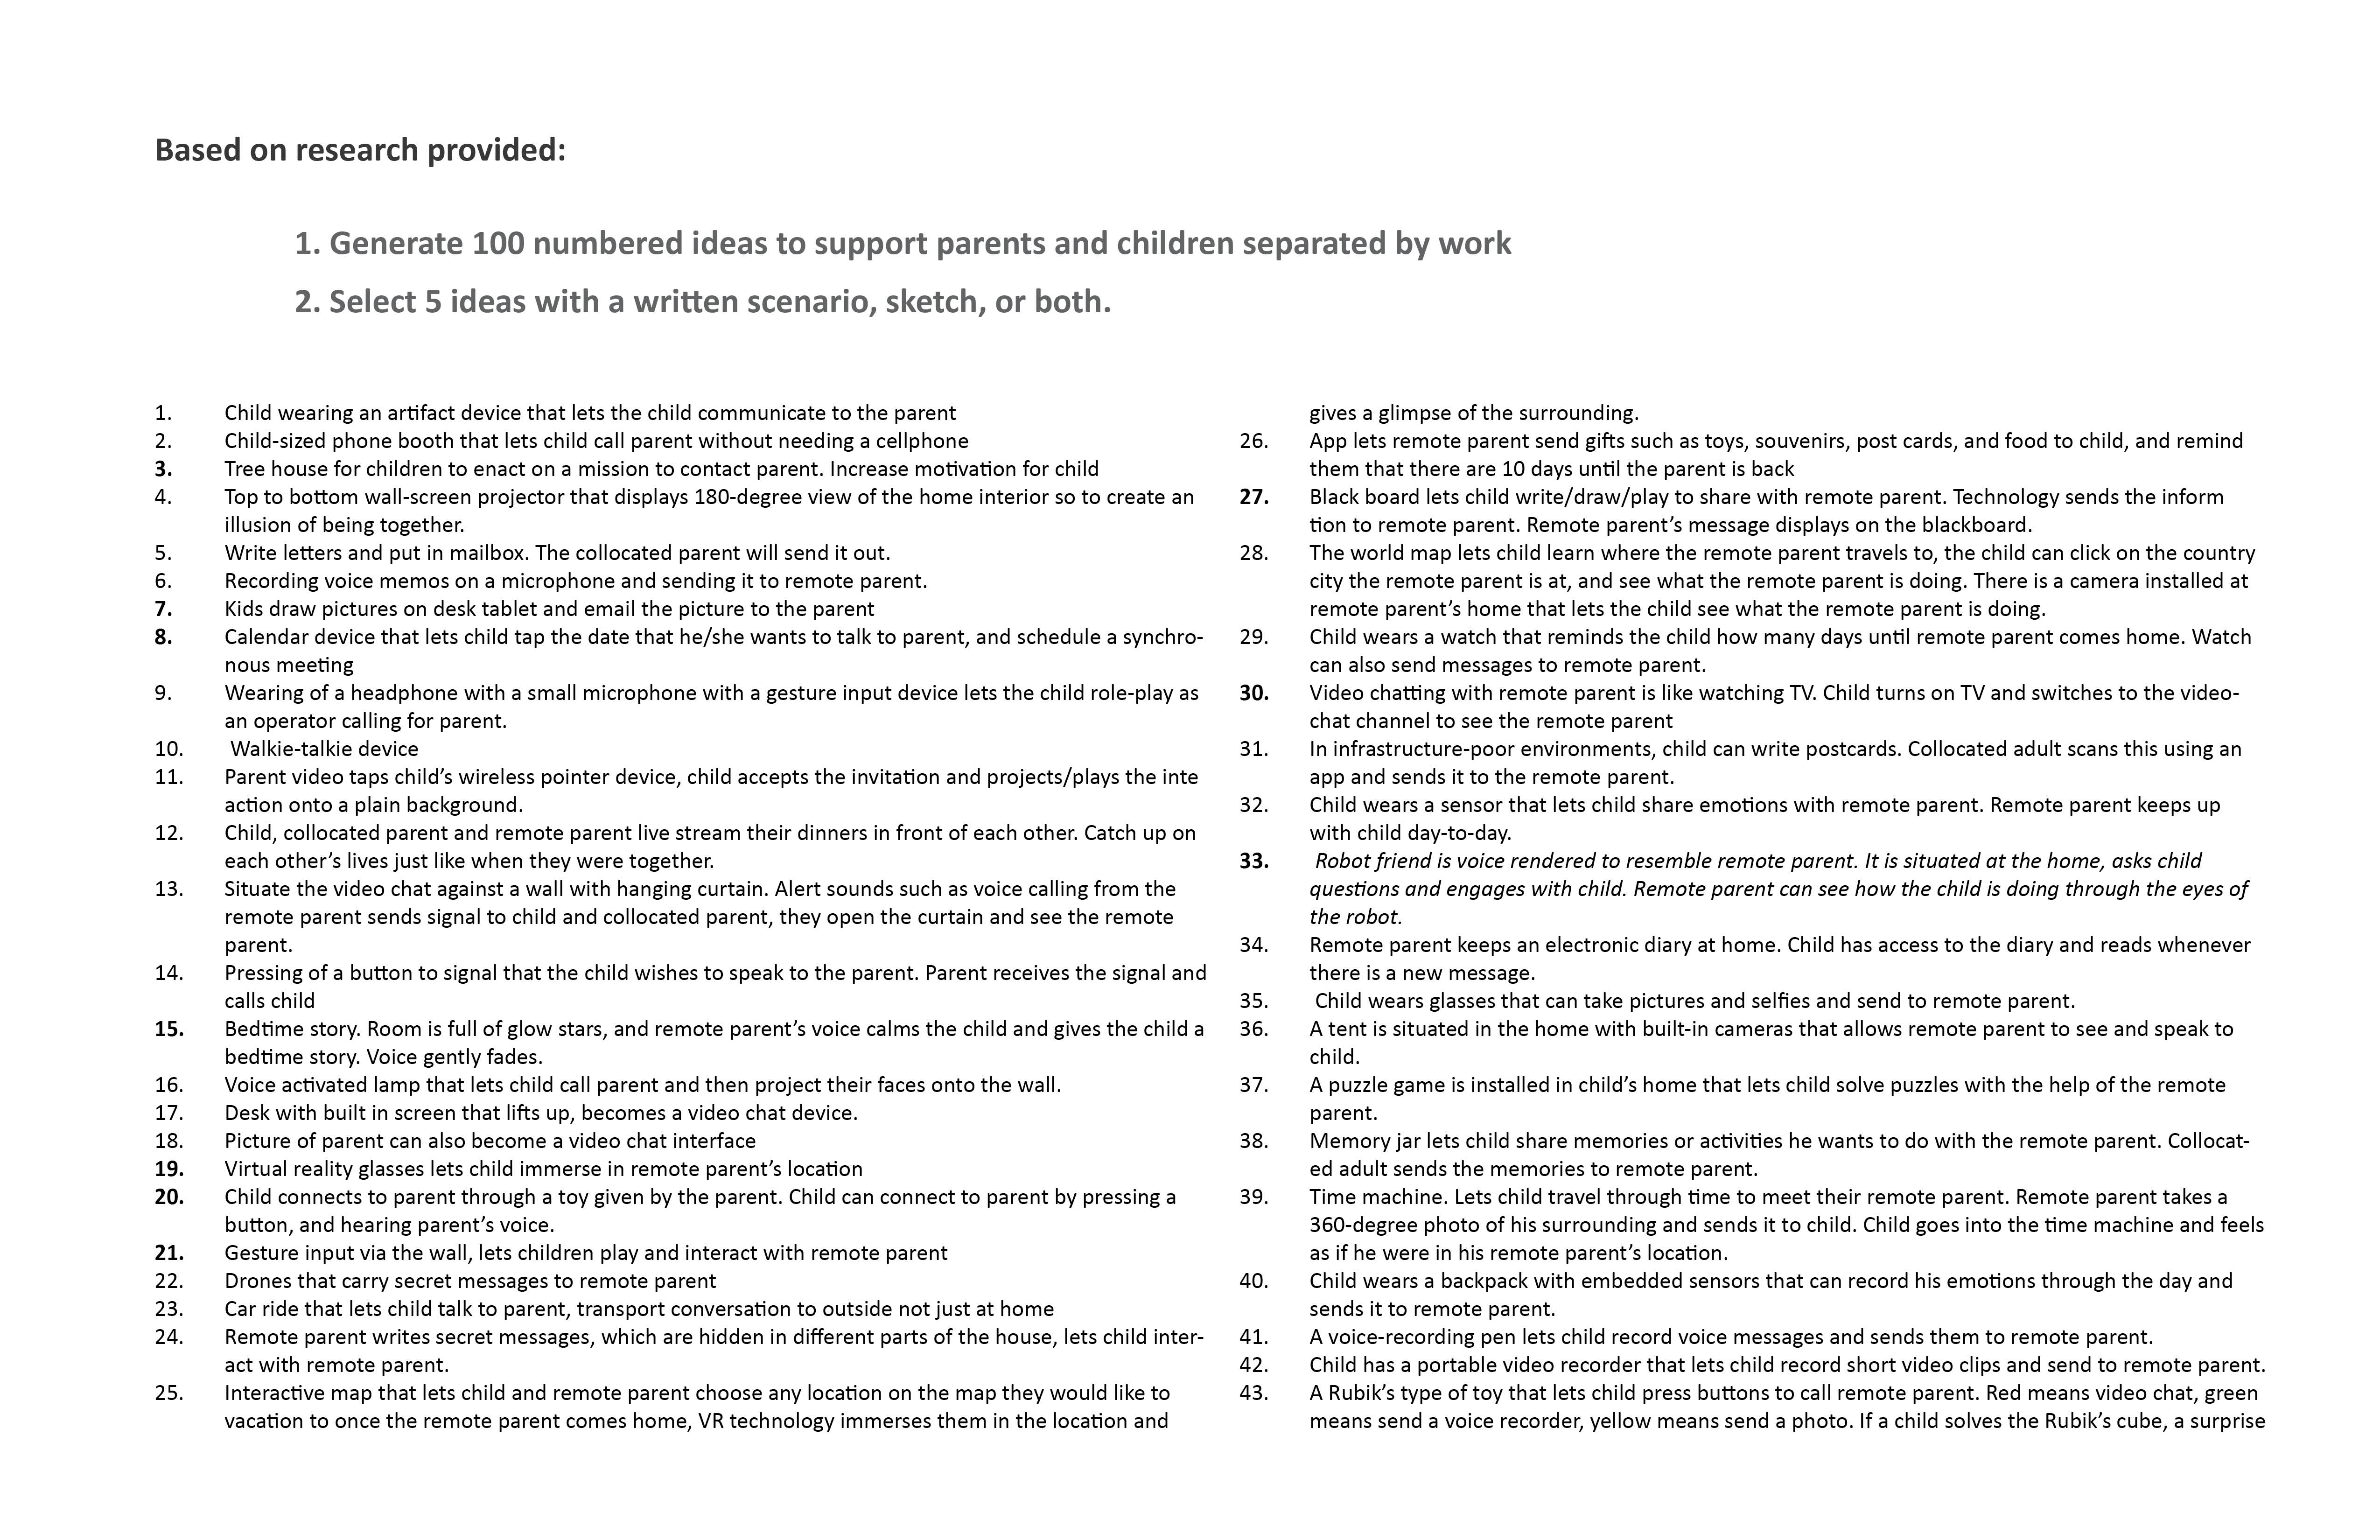 Based on research provided:
1. Generate 100 numbered ideas to support parents and children separated by work
2. Select 5 ideas with a written scenario, sketch, or both.
1. Child wearing an artifact device that lets the child communicate to the parent
2. Child-sized phone booth that lets child call parent without needing a cellphone
3. Tree house for children to enact on a mission to contact parent. Increase motivation for child
4. Top to bottom wall-screen projector that displays 180-degree view of the home interior so to create an
illusion of being together.
5. Write letters and put in mailbox. The collocated parent will send it out.
6. Recording voice memos on a microphone and sending it to remote parent.
7. Kids draw pictures on desk tablet and email the picture to the parent
8. Calendar device that lets child tap the date that he/she wants to talk to parent, and schedule a synchro-
nous meeting
9. Wearing of a headphone with a small microphone with a gesture input device lets the child role-play as
an operator calling for parent.
10. Walkie-talkie device
11. Parent video taps child's wireless pointer device, child accepts the invitation and projects/plays the inte
action onto a plain background.
12. Child, collocated parent and remote parent live stream their dinners in front of each other. Catch up on
each other's lives just like when they were together.
13. Situate the video chat against a wall with hanging curtain. Alert sounds such as voice calling from the
remote parent sends signal to child and collocated parent, they open the curtain and see the remote
parent.
14. Pressing of a button to signal that the child wishes to speak to the parent. Parent receives the signal and
calls child
15. Bedtime story. Room is full of glow stars, and remote parent's voice calms the child and gives the child a
bedtime story. Voice gently fades.
16. Voice activated lamp that lets child call parent and then project their faces onto the wall.
17. Desk with built in screen that lifts up, becomes a video chat device.
18. Picture of parent can also become a video chat interface
19. Virtual reality glasses lets child immerse in remote parent's location
20. Child connects to parent through a toy given by the parent. Child can connect to parent by pressing a
button, and hearing parent's voice.
21. Gesture input via the wall, lets children play and interact with remote parent
22. Drones that carry secret messages to remote parent
23. Car ride that lets child talk to parent, transport conversation to outside not just at home
24. Remote parent writes secret messages, which are hidden in different parts of the house, lets child inter-
act with remote parent.
25. Interactive map that lets child and remote parent choose any location on the map they would like to
vacation to once the remote parent comes home, VR technology immerses them in the location and
gives a glimpse of the surrounding.
26. App lets remote parent send gifts such as toys, souvenirs, post cards, and food to child, and remind
them that there are 10 days until the parent is back
27. Black board lets child write/draw/play to share with remote parent. Technology sends the inform
tion to remote parent. Remote parent's message displays on the blackboard.
28. The world map lets child learn where the remote parent travels to, the child can click on the country
city the remote parent is at, and see what the remote parent is doing. There is a camera installed at
remote parent's home that lets the child see what the remote parent is doing.
29. Child wears a watch that reminds the child how many days until remote parent comes home. Watch
can also send messages to remote parent.
30. Video chatting with remote parent is like watching TV. Child turns on TV and switches to the video-
chat channel to see the remote parent
31. In infrastructure-poor environments, child can write postcards. Collocated adult scans this using an
app and sends it to the remote parent.
32. Child wears a sensor that lets child share emotions with remote parent. Remote parent keeps up
with child day-to-day.
33. Robot friend is voice rendered to resemble remote parent. It is situated at the home, asks child
questions and engages with child. Remote parent can see how the child is doing through the eyes of
the robot.
34. Remote parent keeps an electronic diary at home. Child has access to the diary and reads whenever
there is a new message.
35. Child wears glasses that can take pictures and selfies and send to remote parent.
36. A tent is situated in the home with built-in cameras that allows remote parent to see and speak to
child.
37. A puzzle game is installed in child's home that lets child solve puzzles with the help of the remote
parent.
38. Memory jar lets child share memories or activities he wants to do with the remote parent. Collocat-
ed adult sends the memories to remote parent.
39. Time machine. Lets child travel through time to meet their remote parent. Remote parent takes a
360-degree photo of his surrounding and sends it to child. Child goes into the time machine and feels
as if he were in his remote parent's location.
40. Child wears a backpack with embedded sensors that can record his emotions through the day and
sends it to remote parent.
41. A voice-recording pen lets child record voice messages and sends them to remote parent.
42. Child has a portable video recorder that lets child record short video clips and send to remote parent.
43. A Rubik's type of toy that lets child press buttons to call remote parent. Red means video chat, green
means send a voice recorder, yellow means send a photo. If a child solves the Rubik's cube, a surprise